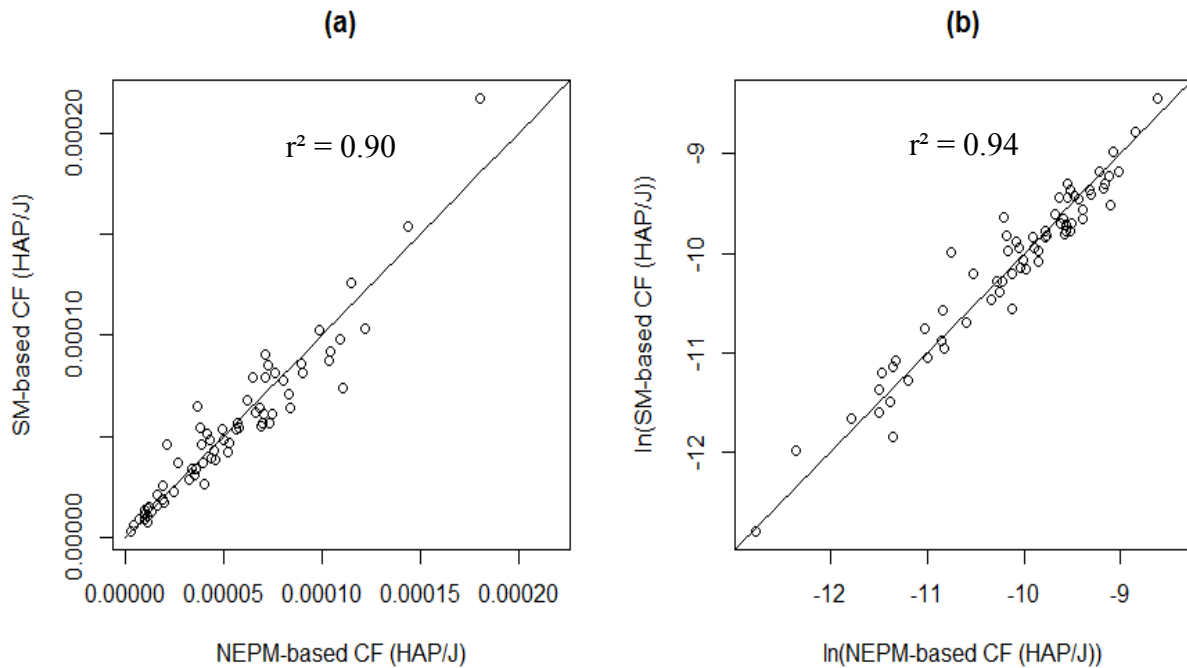 (a)
r² = 0.90
SM-based CF (HAP/J)
0.00020
0.00010
0.00000
0.00000 0.00005 0.00010 0.00015 0.00020
NEPM-based CF (HAP/J)
(b)
r² = 0.94
ln(SM-based CF (HAP/J))
-9
-10
-11
-12
-12 -11 -10 -9
ln(NEPM-based CF (HAP/J))